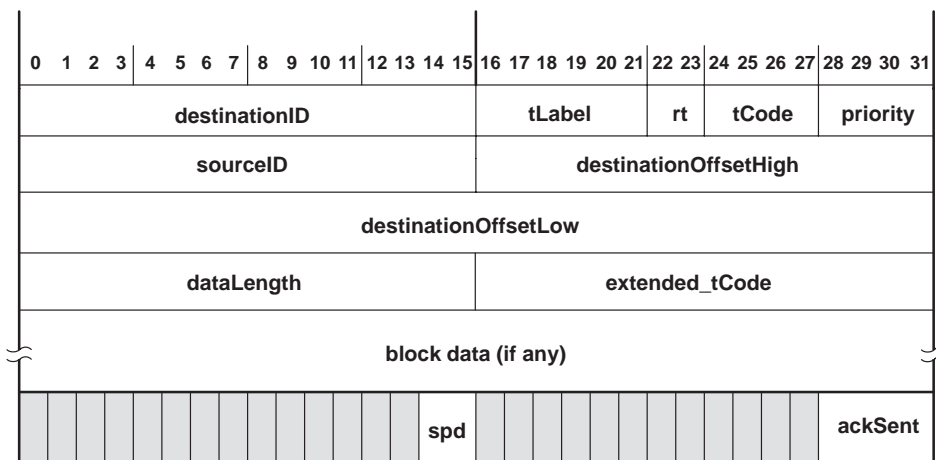 0 1 2 3 4 5 6 7 8 9 10 11 12 13 14 15 16 17 18 19 20 21 22 23 24 25 26 27 28 29 30 31
destinationID tLabel rt tCode priority
sourceID destinationOffsetHigh
destinationOffsetLow
dataLength extended_tCode
block data (if any)
spd ackSent